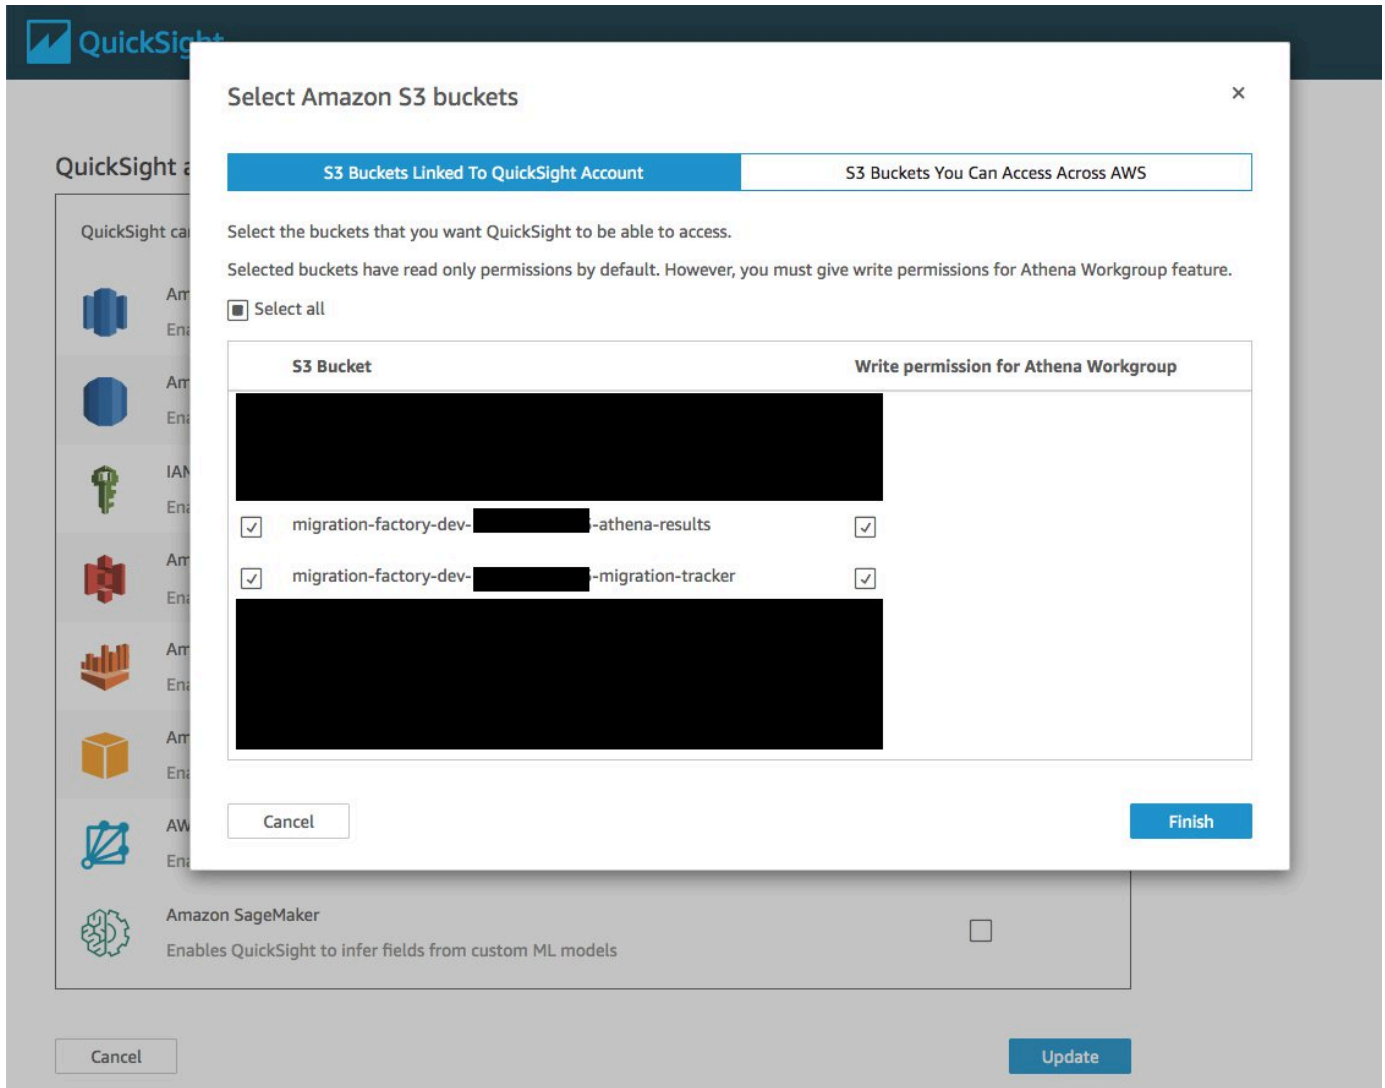 QuickSight
Select Amazon S3 buckets
S3 Buckets Linked To QuickSight Account
S3 Buckets You Can Access Across AWS
QuickSight
QuickSight
Select the buckets that you want QuickSight to be able to access.
Selected buckets have read only permissions by default. However, you must give write permissions for Athena Workgroup feature.
Select all
S3 Bucket
Write permission for Athena Workgroup
migration-factory-dev- -athena-results
migration-factory-dev- -migration-tracker
Cancel
Finish
Amazon SageMaker
Enables QuickSight to infer fields from custom ML models
Cancel
Update